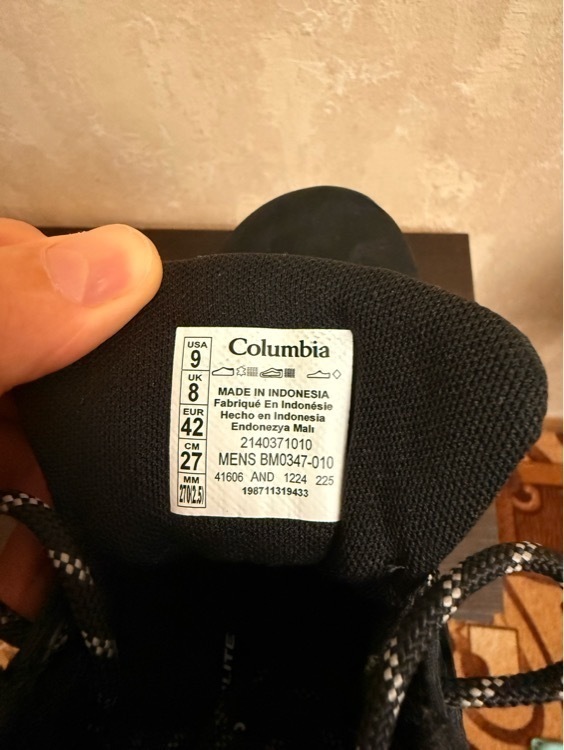 USA
9
UK
8
EUR
42
CM
27
MM
270(2.5)
Columbia
MADE IN INDONESIA
Fabriqué En Indonésie
Hecho en Indonesia
Endonezya Malı
2140371010
MENS BM0347-010
41606 AND 1224 225
198711319433
LITE